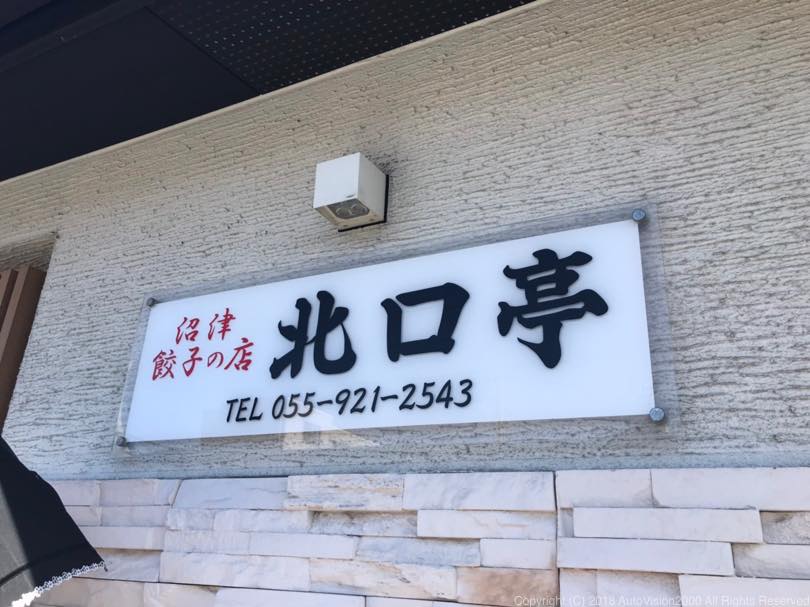 沼津
餃子の店
北口亭
TEL 055-921-2543
Copyright (C) 2018 AutoVision2000 All Rights Reserved